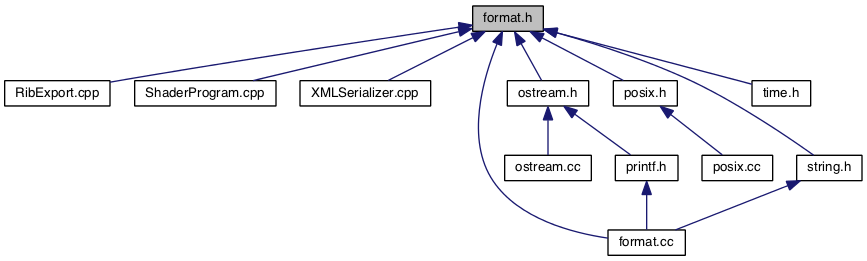 format.h
RibExport.cpp
ShaderProgram.cpp
XMLSerializer.cpp
ostream.h
posix.h
time.h
ostream.cc
printf.h
posix.cc
string.h
format.cc